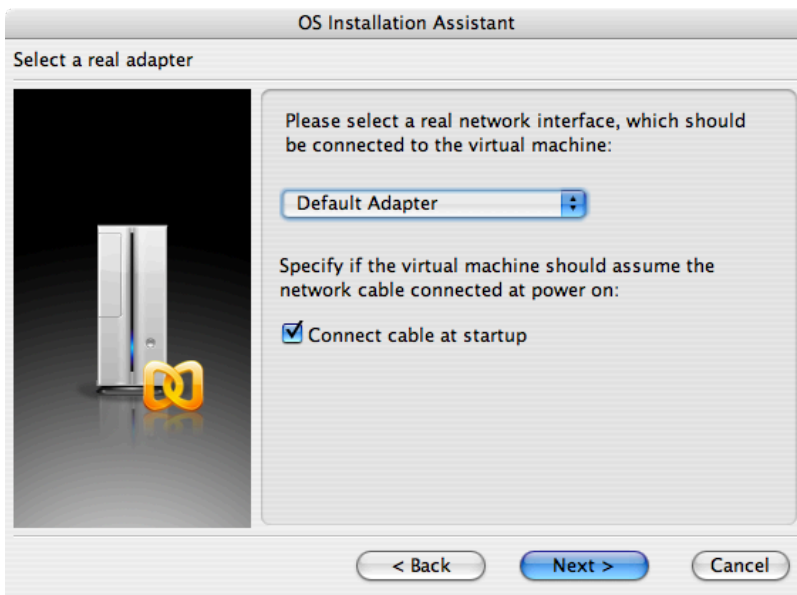 OS Installation Assistant
Select a real adapter
Please select a real network interface, which should
be connected to the virtual machine:
Default Adapter
Specify if the virtual machine should assume the
network cable connected at power on:
Connect cable at startup
< Back
Next >
Cancel